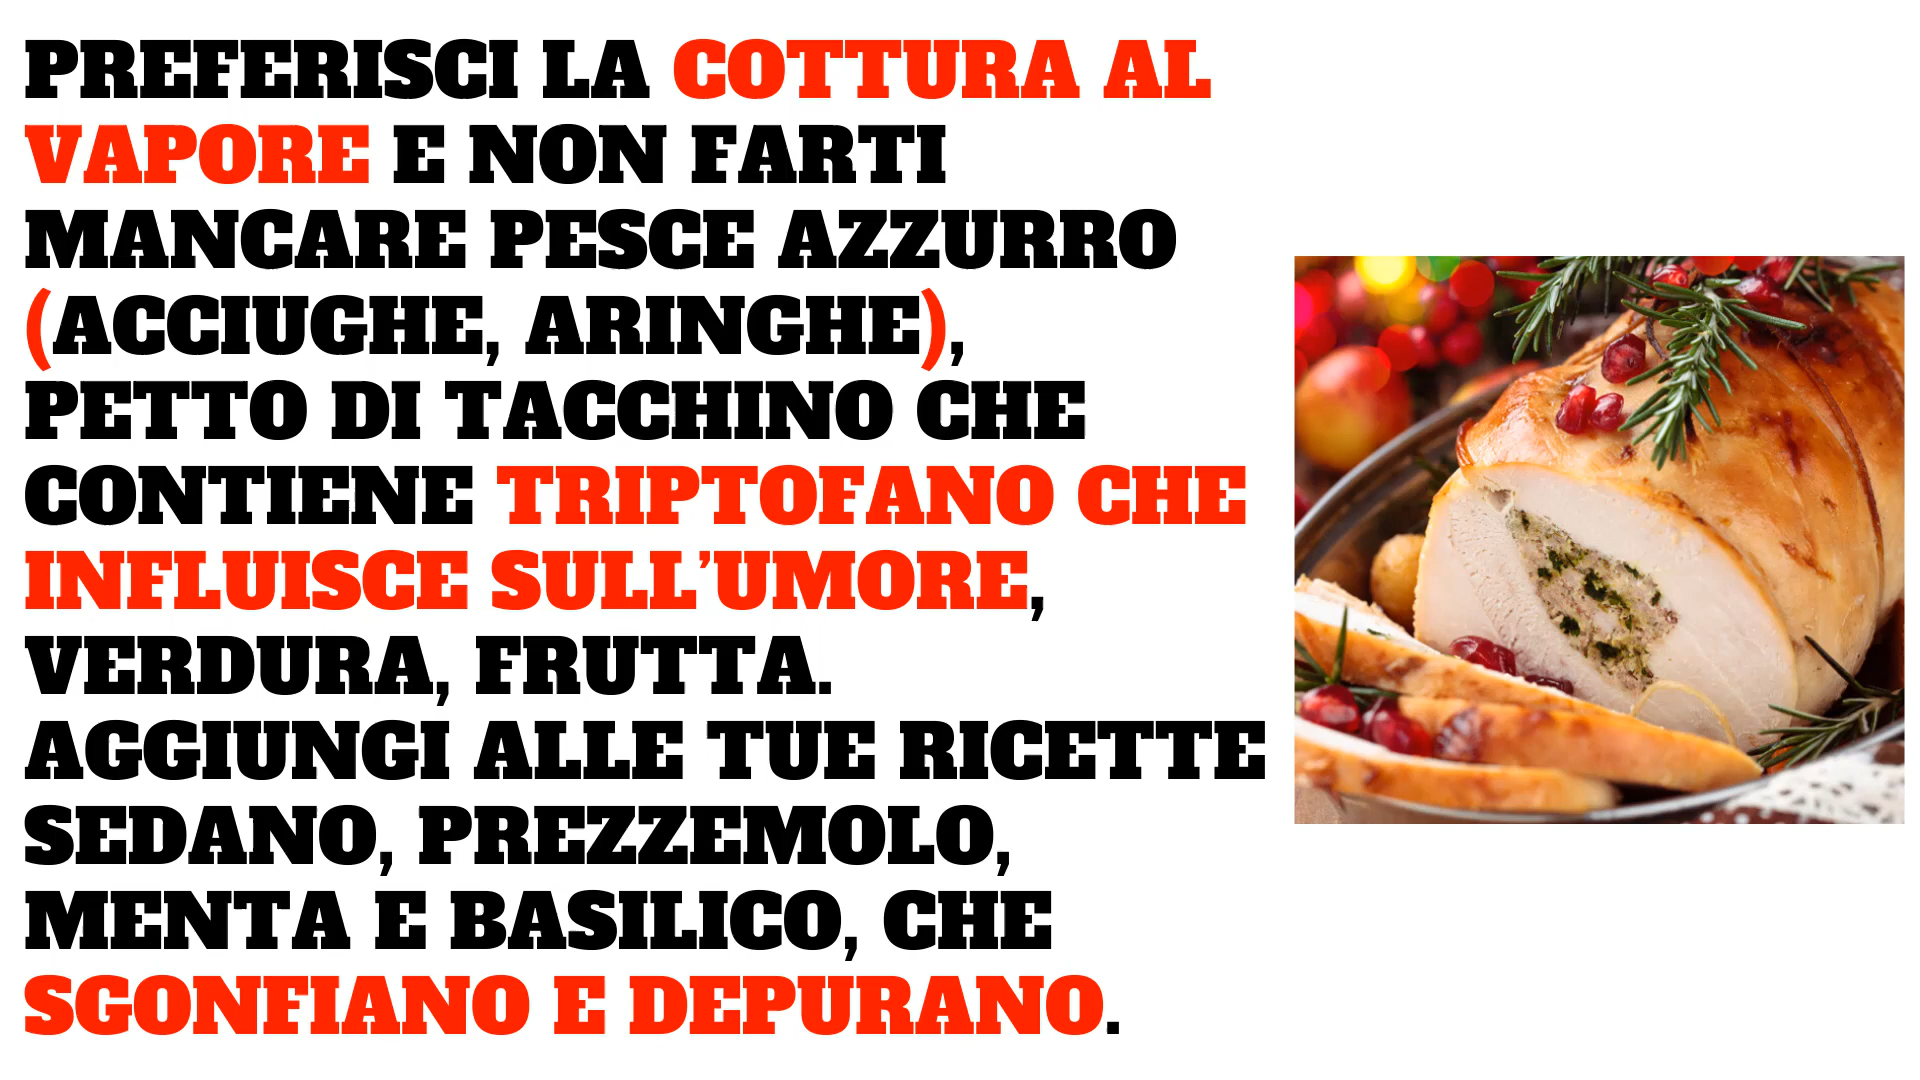 PREFERISCI LA COTTURA AL
VAPORE E NON FARTI
MANCARE PESCE AZZURRO
(ACCIUGHE, ARINGHE),
PETTO DI TACCHINO CHE
CONTIENE TRIPTOFANO CHE
INFLUISCE SULL’UMORE,
VERDURA, FRUTTA.
AGGIUNGI ALLE TUE RICETTE
SEDANO, PREZZEMOLO,
MENTA E BASILICO, CHE
SGONFIANO E DEPURANO.